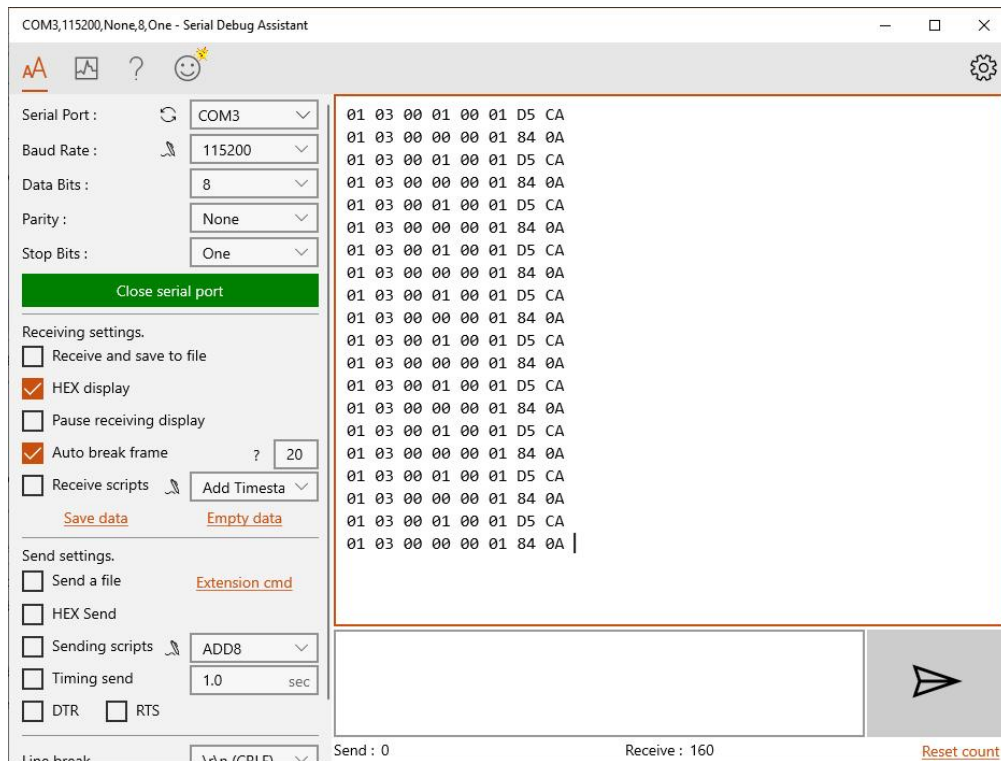 COM3,115200,None,8,One - Serial Debug Assistant
AA
?
Serial Port :
COM3
Baud Rate :
115200
Data Bits :
8
Parity :
None
Stop Bits :
One
Close serial port
Receiving settings.
Receive and save to file
HEX display
Pause receiving display
Auto break frame
?
20
Receive scripts
Add Timesta
Save data
Empty data
Send settings.
Send a file
Extension cmd
HEX Send
Sending scripts
ADD8
Timing send
1.0
sec
DTR
RTS
Line break
\r\n (CRLF)
01 03 00 01 00 01 D5 CA
01 03 00 00 00 01 84 0A
01 03 00 01 00 01 D5 CA
01 03 00 00 00 01 84 0A
01 03 00 01 00 01 D5 CA
01 03 00 00 00 01 84 0A
01 03 00 01 00 01 D5 CA
01 03 00 00 00 01 84 0A
01 03 00 01 00 01 D5 CA
01 03 00 00 00 01 84 0A
01 03 00 01 00 01 D5 CA
01 03 00 00 00 01 84 0A
01 03 00 01 00 01 D5 CA
01 03 00 00 00 01 84 0A
01 03 00 01 00 01 D5 CA
01 03 00 00 00 01 84 0A
01 03 00 01 00 01 D5 CA
01 03 00 00 00 01 84 0A
01 03 00 01 00 01 D5 CA
01 03 00 00 00 01 84 0A
Send : 0
Receive : 160
Reset count